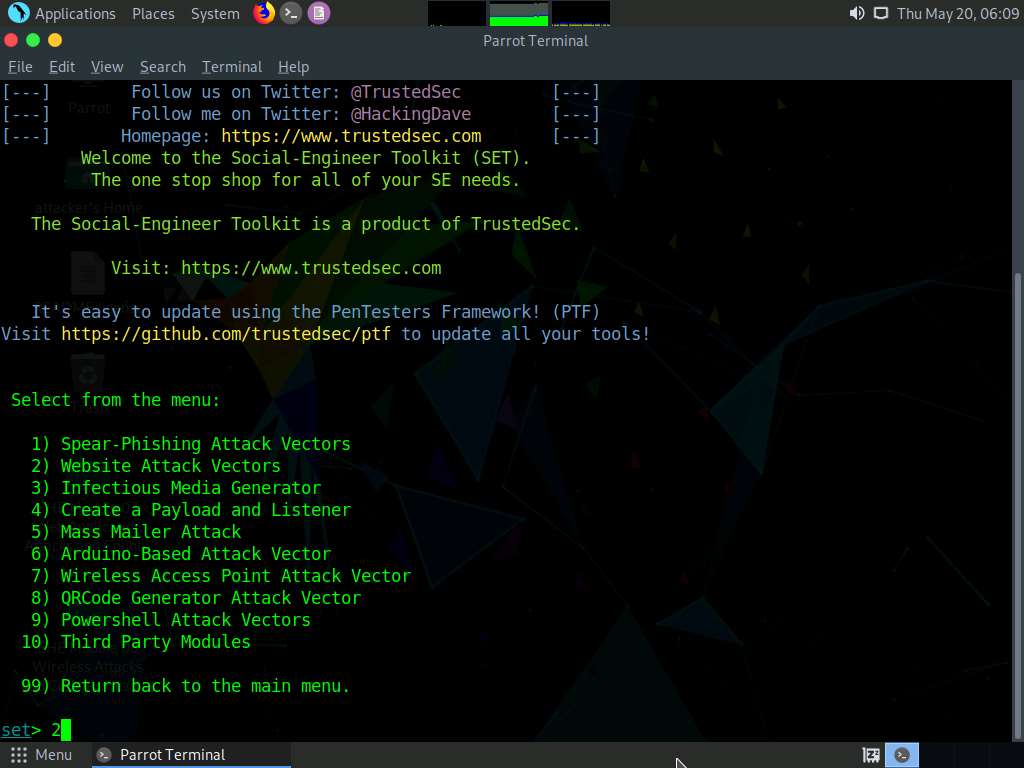 Applications Places System Thu May 20, 06:09
Parrot Terminal
File Edit View Search Terminal Help
[---] Follow us on Twitter: @TrustedSec [---]
[---] Follow me on Twitter: @HackingDave [---]
[---] Homepage: https://www.trustedsec.com [---]
Welcome to the Social-Engineer Toolkit (SET).
The one stop shop for all of your SE needs.
The Social-Engineer Toolkit is a product of TrustedSec.
Visit: https://www.trustedsec.com
It's easy to update using the PenTesters Framework! (PTF)
Visit https://github.com/trustedsec/ptf to update all your tools!
Select from the menu:
1) Spear-Phishing Attack Vectors
2) Website Attack Vectors
3) Infectious Media Generator
4) Create a Payload and Listener
5) Mass Mailer Attack
6) Arduino-Based Attack Vector
7) Wireless Access Point Attack Vector
8) QRCode Generator Attack Vector
9) Powershell Attack Vectors
10) Third Party Modules
99) Return back to the main menu.
set> 2
Parrot
attacker's Home
Wireless Attacks
Menu Parrot Terminal